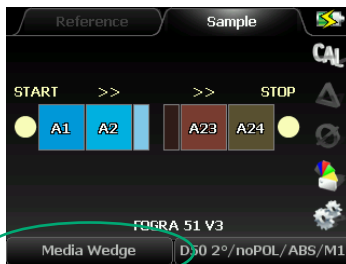 Reference Sample
CAL
START >> >> STOP
A1 A2 A23 A24
FOGRA 51 V3
Media Wedge D50 2°/noPOL/ABS/M1